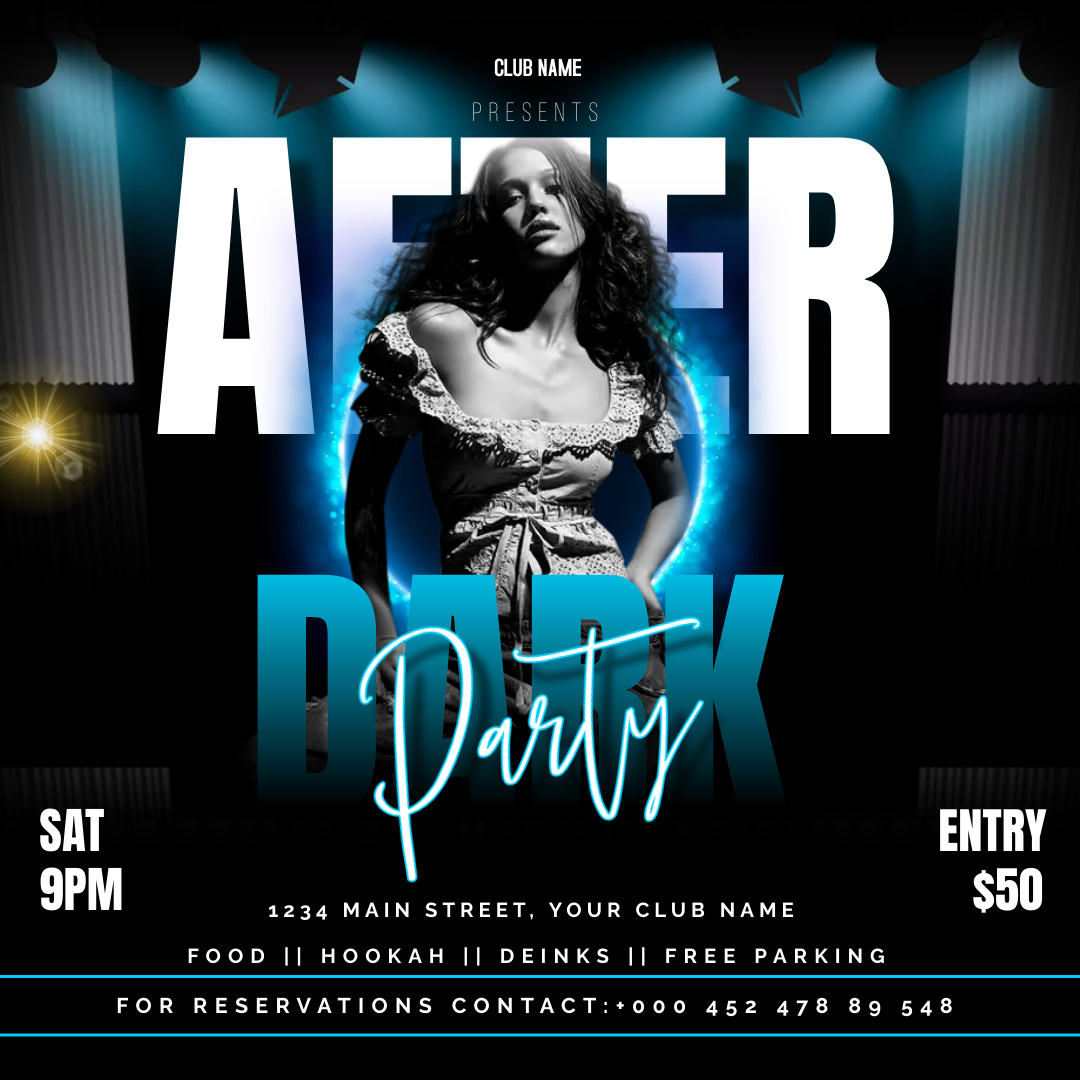 CLUB NAME
PRESENTS
AFTER
DARK
Party
SAT
9PM
ENTRY
$50
1234 MAIN STREET, YOUR CLUB NAME
FOOD || HOOKAH || DEINKS || FREE PARKING
FOR RESERVATIONS CONTACT:+000 452 478 89 548